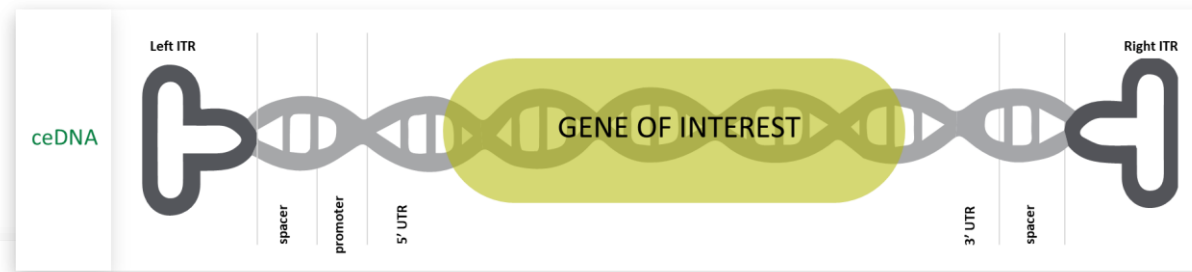 Left ITR
Right ITR
ceDNA
GENE OF INTEREST
spacer
promoter
5' UTR
3' UTR
spacer